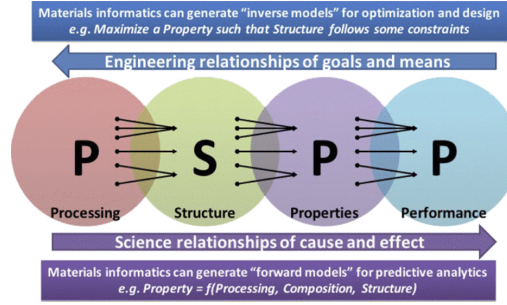 Materials informatics can generate “inverse models” for optimization and design
e.g. Maximize a Property such that Structure follows some constraints
Engineering relationships of goals and means
P S P P
Processing Structure Properties Performance
Science relationships of cause and effect
Materials informatics can generate “forward models” for predictive analytics
e.g. Property = f(Processing, Composition, Structure)